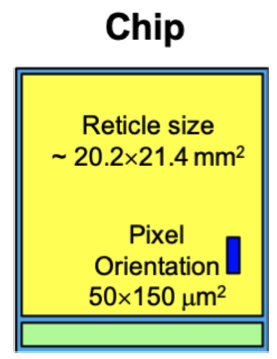 Chip
Reticle size
~ 20.2×21.4 mm²
Pixel
Orientation
50×150 μm²